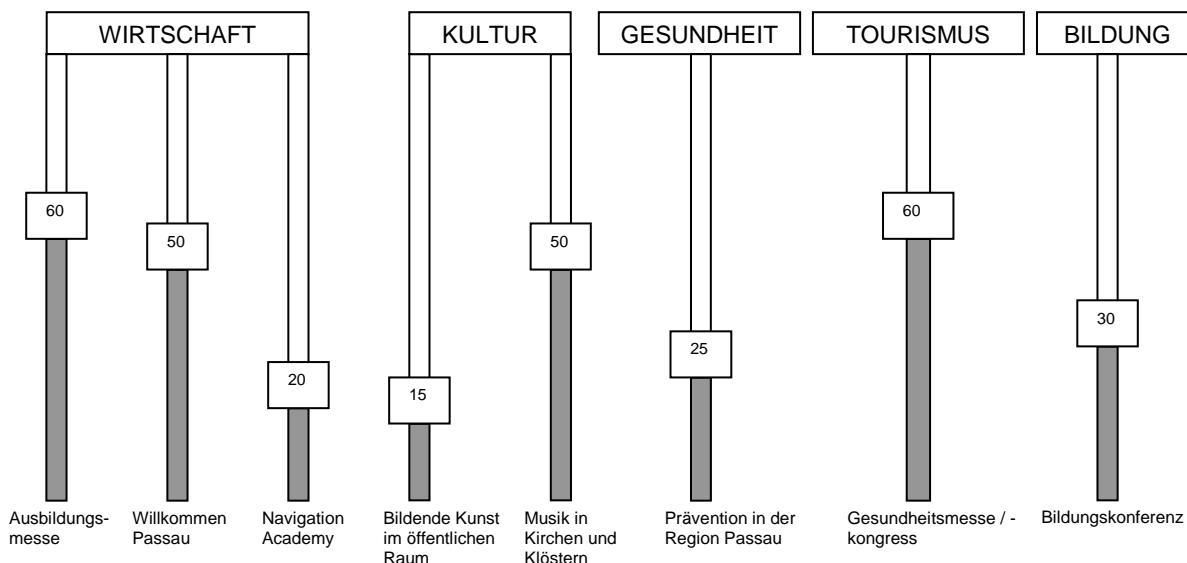 WIRTSCHAFT
KULTUR
GESUNDHEIT
TOURISMUS
BILDUNG
60
50
20
15
50
25
60
30
Ausbildungs-
messe
Willkommen
Passau
Navigation
Academy
Bildende Kunst
im öffentlichen
Raum
Musik in
Kirchen und
Klöstern
Prävention in der
Region Passau
Gesundheitsmesse / -
kongress
Bildungskonferenz